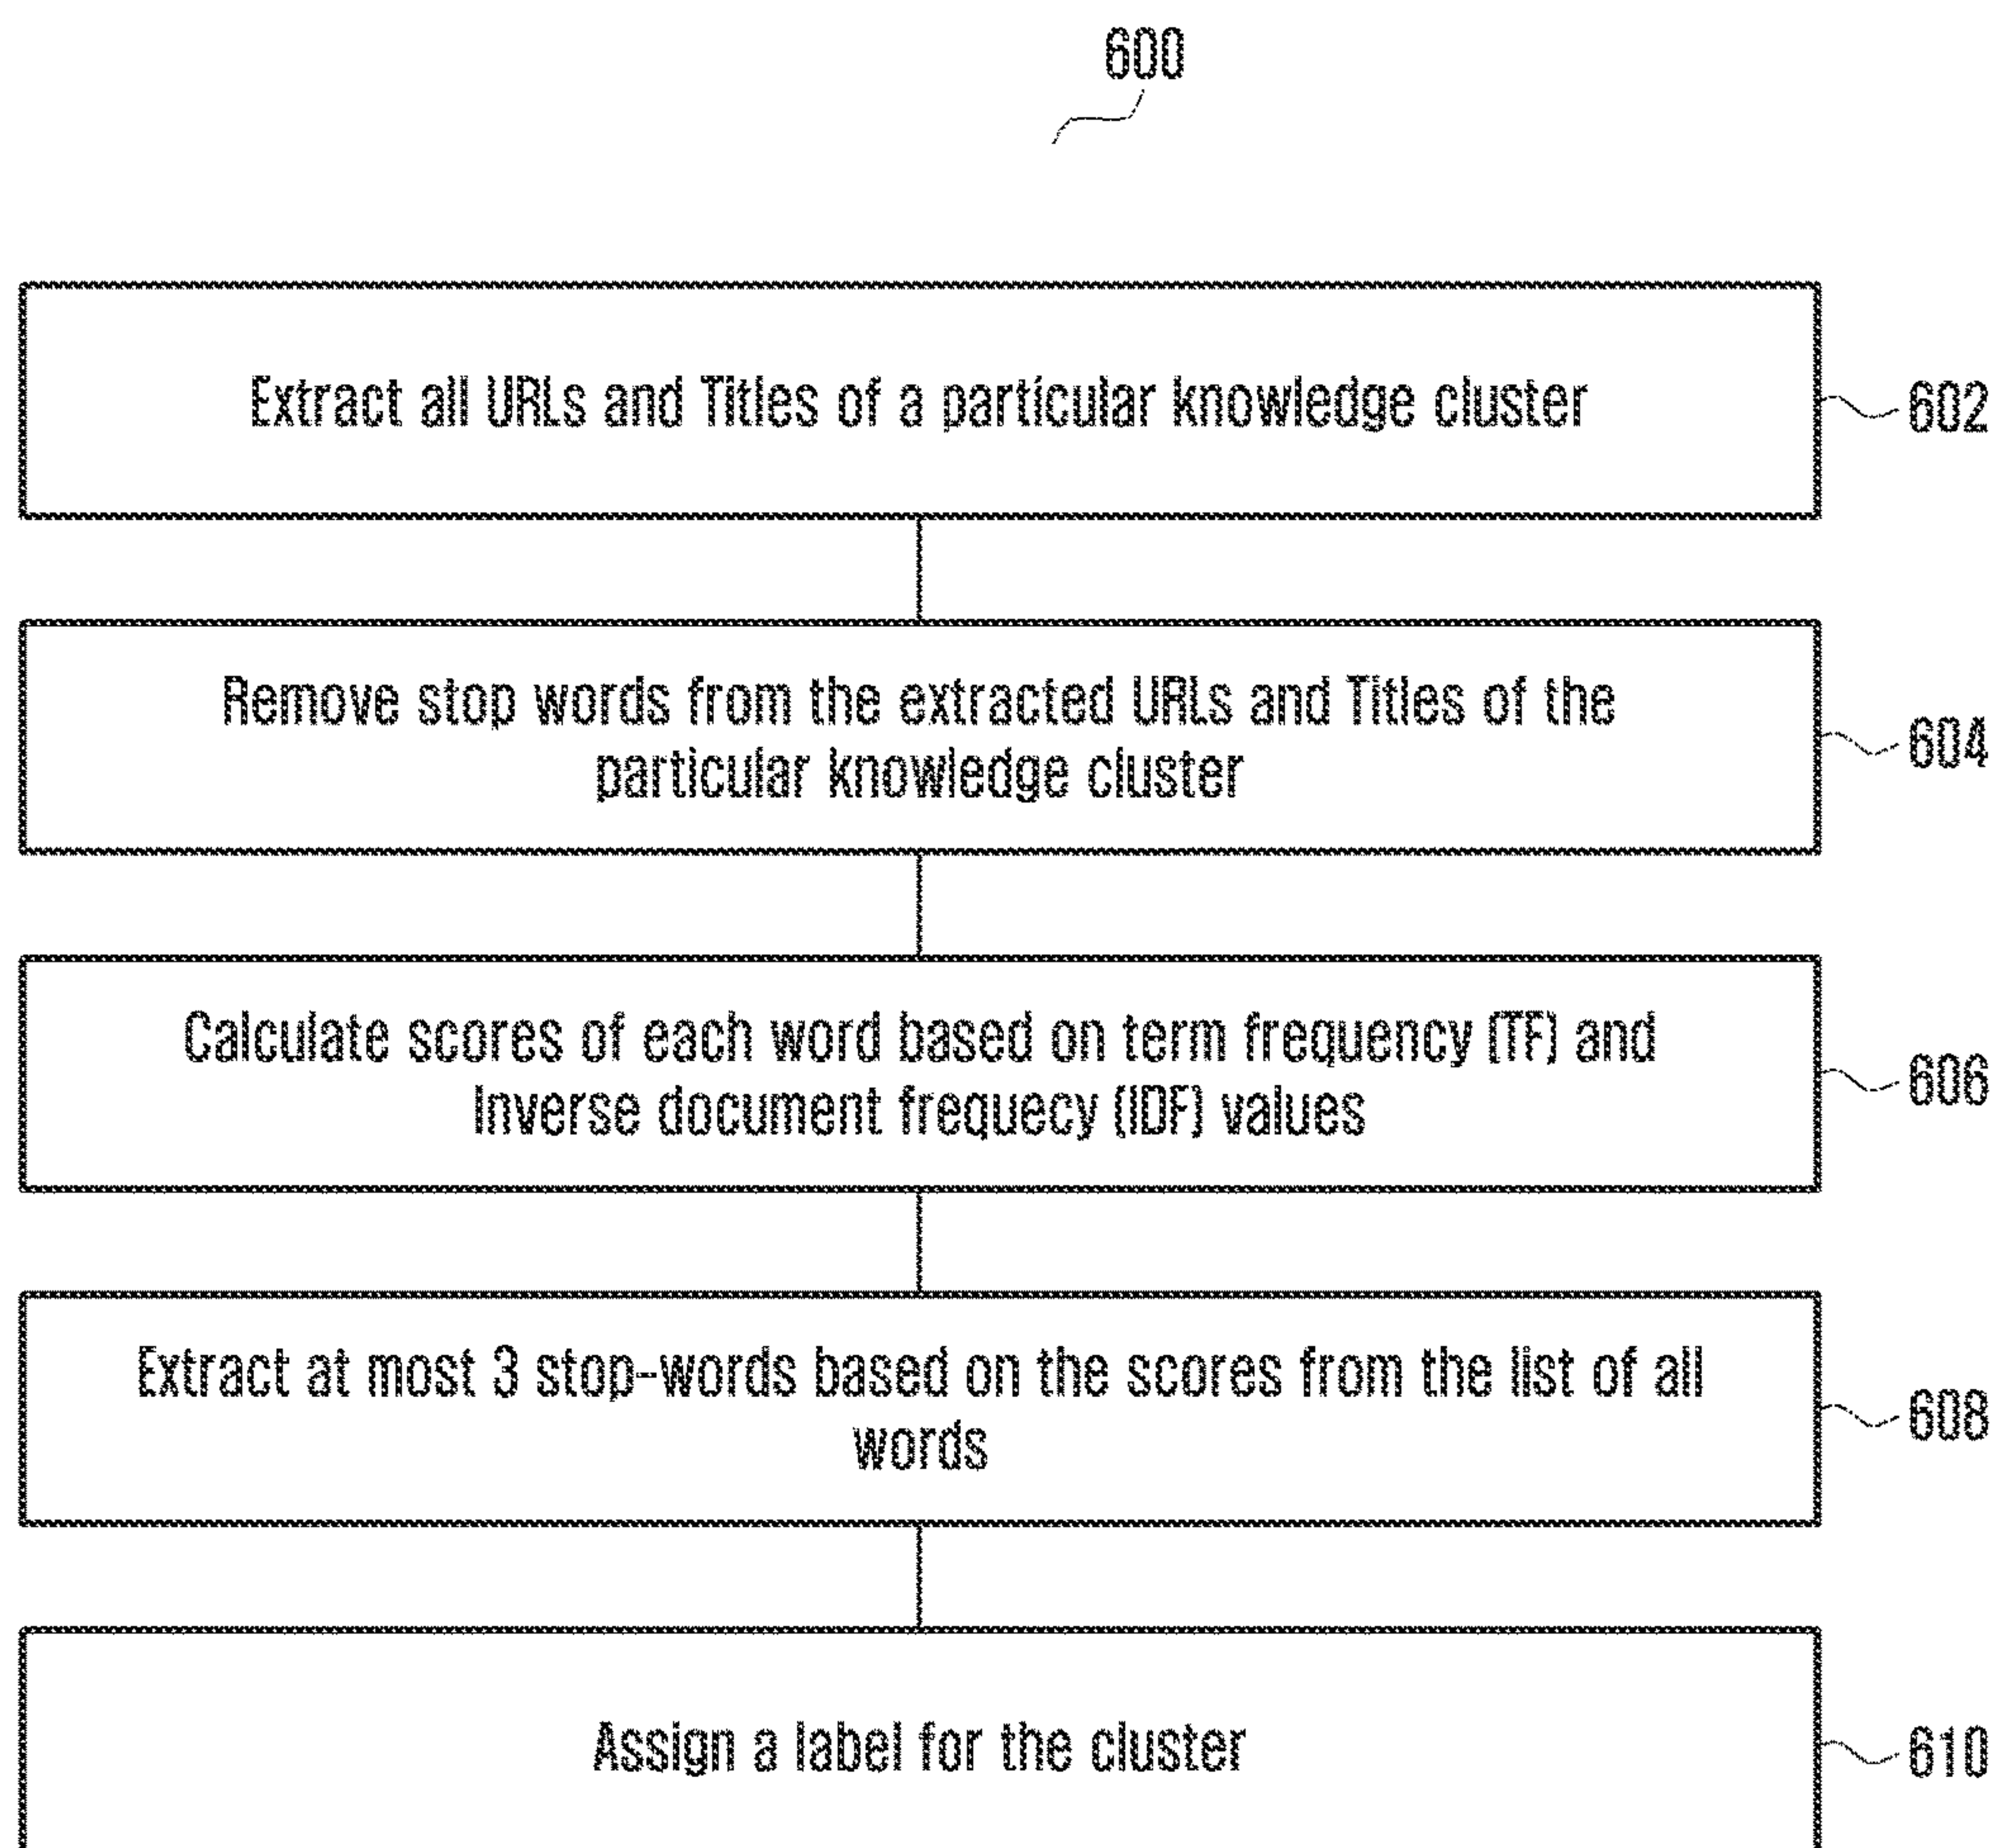 600
Extract all URLs and Titles of a particular knowledge cluster
602
Remove stop words from the extracted URLs and Titles of the
particular knowledge cluster
604
Calculate scores of each word based on term frequency (TF) and
Inverse document frequecy (IDF) values
606
Extract at most 3 stop-words based on the scores from the list of all
words
608
Assign a label for the cluster
610